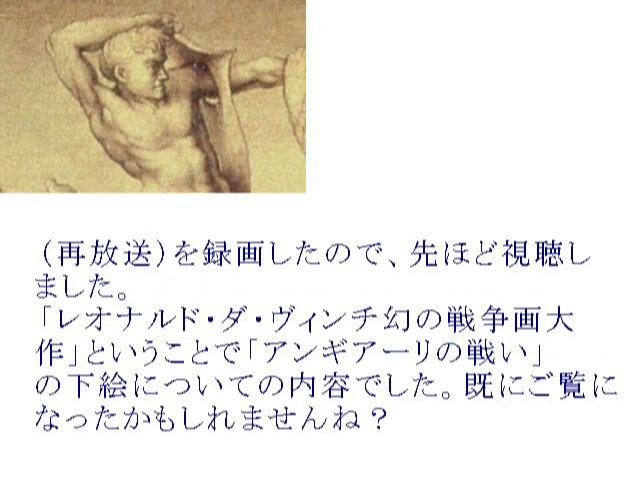 （再放送）を録画したので、先ほど視聴し
ました。
「レオナルド・ダ・ヴィンチ幻の戦争画大
作」ということで「アンギアーリの戦い」
の下絵についての内容でした。既にご覧に
なったかもしれませんね？